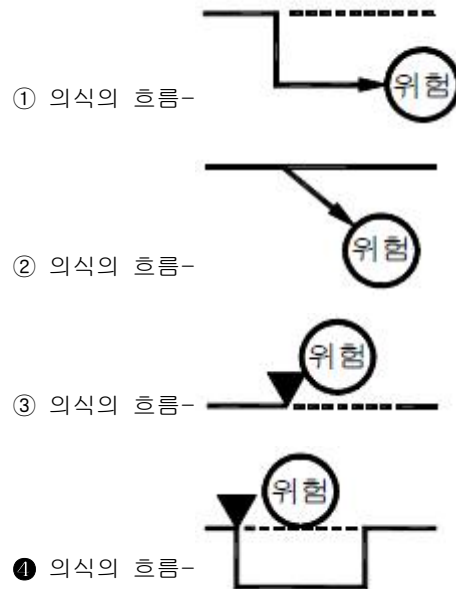 위험
① 의식의 흐름-
위험
② 의식의 흐름-
위험
③ 의식의 흐름-
위험
❹ 의식의 흐름-